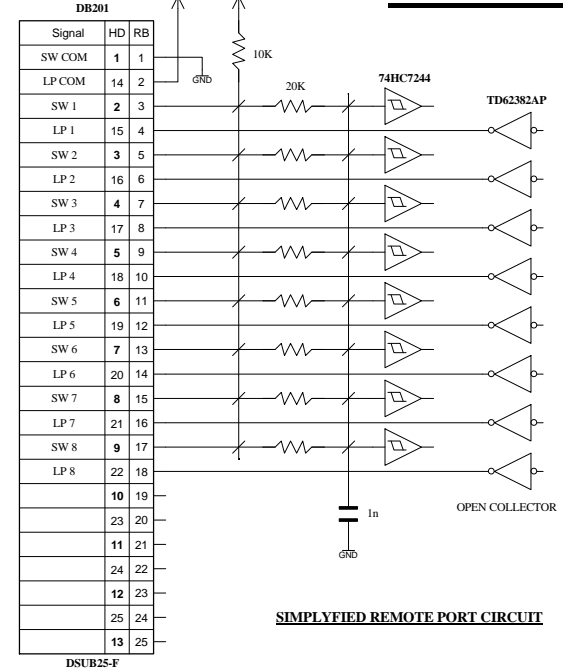 DB201
Signal HD RB
SW COM 1 1
LP COM 14 2
SW 1 2 3
LP 1 15 4
SW 2 3 5
LP 2 16 6
SW 3 4 7
LP 3 17 8
SW 4 5 9
LP 4 18 10
SW 5 6 11
LP 5 19 12
SW 6 7 13
LP 6 20 14
SW 7 8 15
LP 7 21 16
SW 8 9 17
LP 8 22 18
10 19
23 20
11 21
24 22
12 23
25 24
13 25
DSUB25-F
GND
10K
20K
74HC7244
TD62382AP
1n
GND
OPEN COLLECTOR
SIMPLYFIED REMOTE PORT CIRCUIT